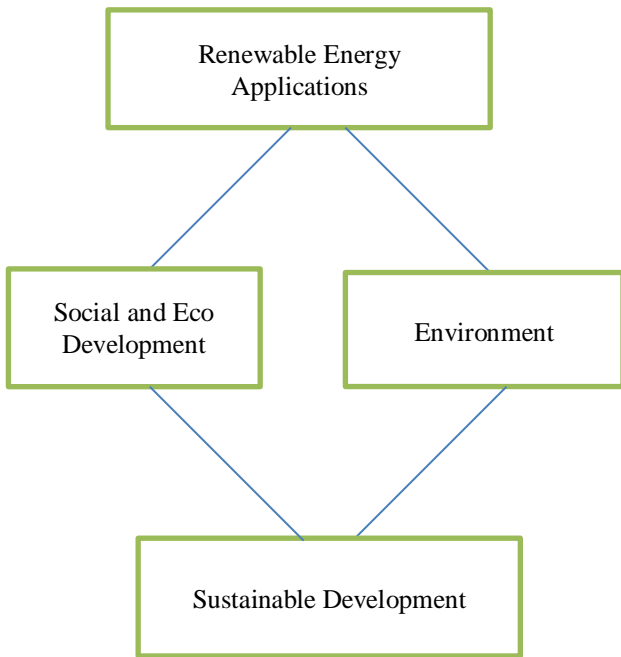 Renewable Energy
Applications
Social and Eco
Development
Environment
Sustainable Development